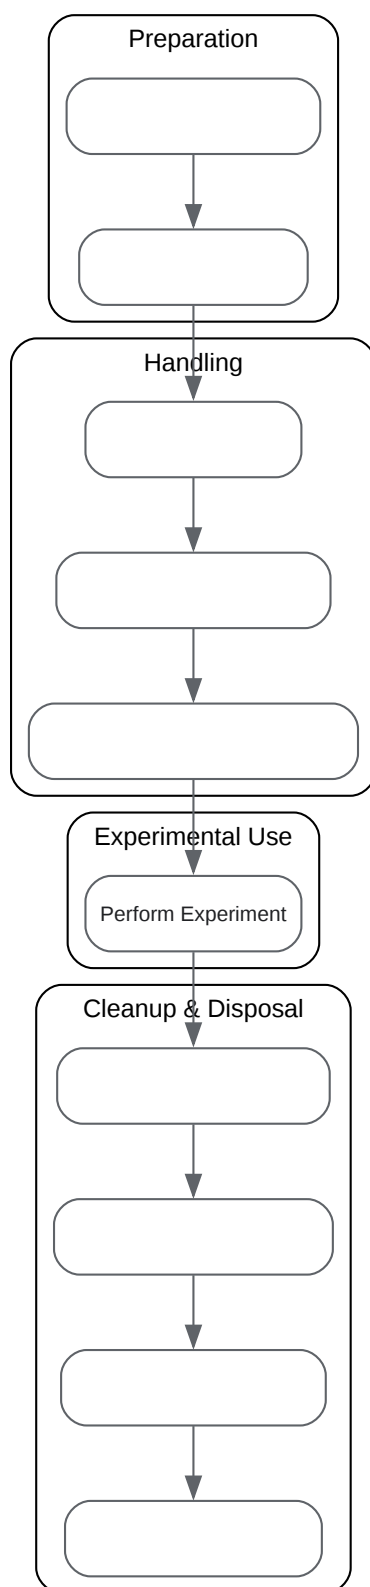 Preparation
Handling
Experimental Use
Perform Experiment
Cleanup & Disposal